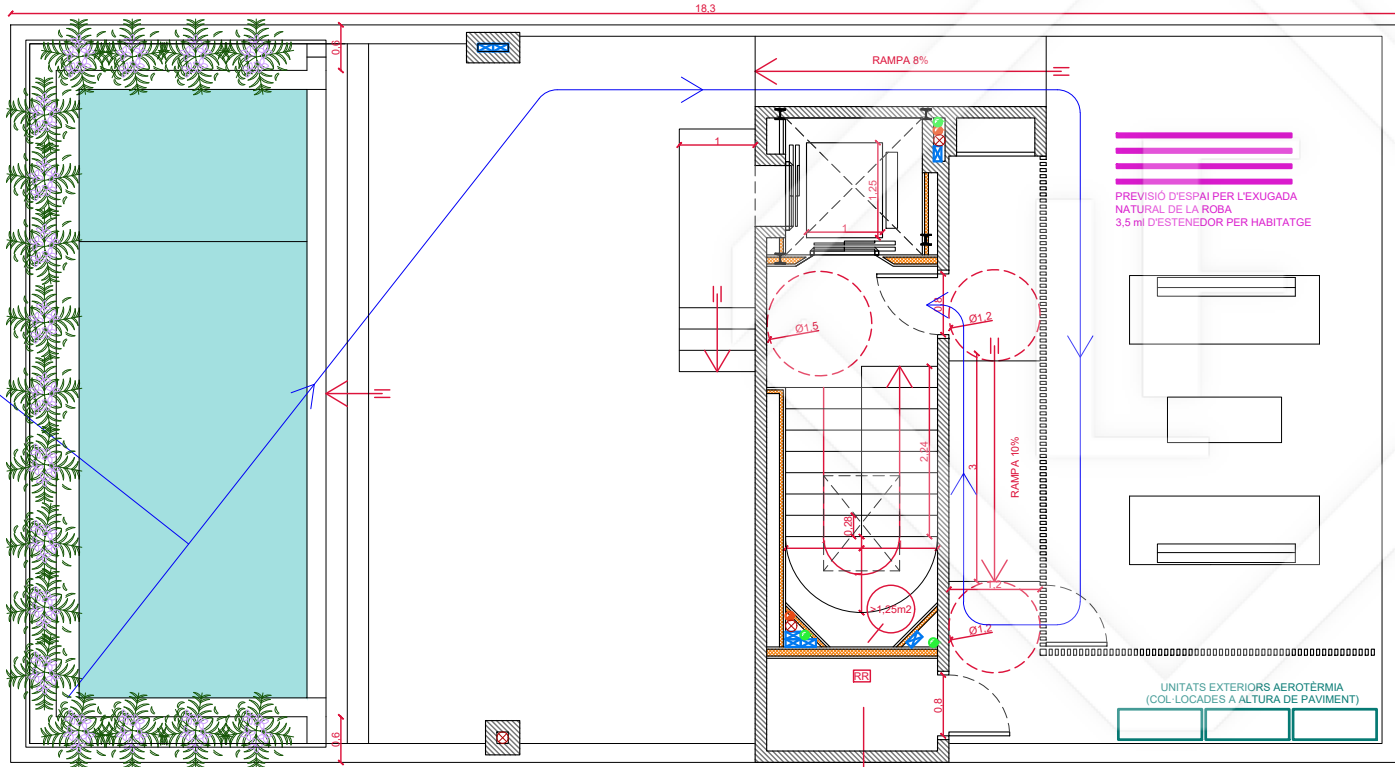 18,3
0,6
RAMPA 8%
1
1,25
1
PREVISIÓ D'ESPAI PER L'EXUGADA
NATURAL DE LA ROBA
3,5 ml D'ESTENEDOR PER HABITATGE
0,8
Ø1,5
Ø1,2
2,24
3
RAMPA 10%
0,28
1,2
>1,25m2
Ø1,2
RR
0,8
UNITATS EXTERIORS AEROTÈRMIA
(COL·LOCADES A ALTURA DE PAVIMENT)
0,6